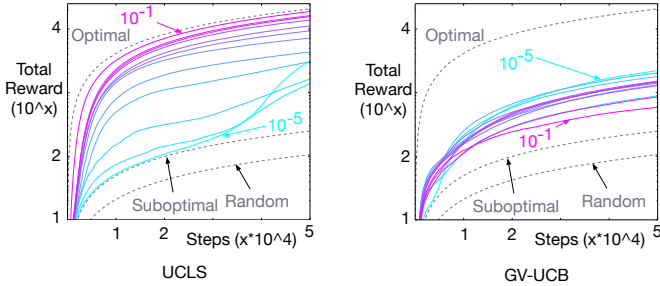 4
10^-1
Optimal
Total
Reward
(10^x)
2
10^-5
Suboptimal
Random
1
1
2
Steps (x*10^4)
5
UCLS
4
Optimal
Total
Reward
(10^x)
10^-5
2
10^-1
Suboptimal
Random
1
1
2
Steps (x*10^4)
5
GV-UCB